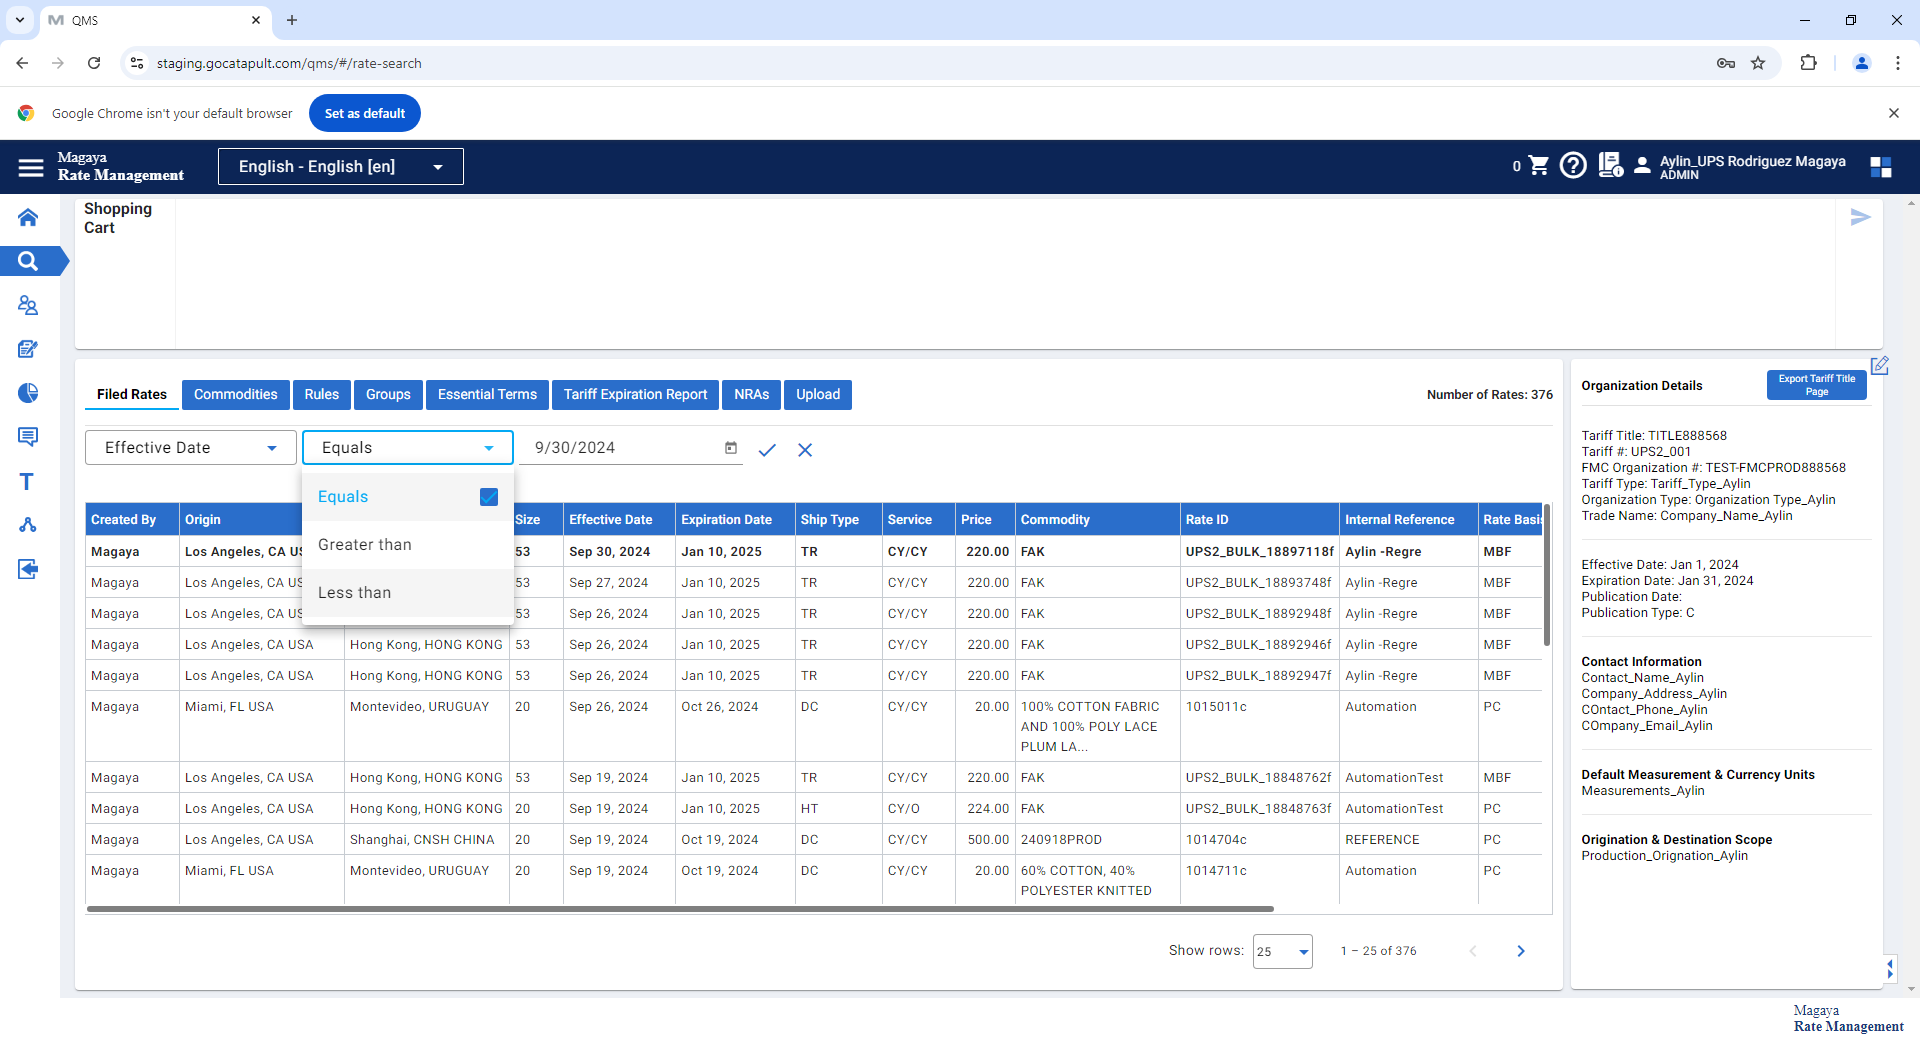 QMS
staging.gocatapult.com/qms/#/rate-search
Google Chrome isn't your default browser
Set as default
Magaya
Rate Management
English - English [en]
0
Aylin_UPS Rodriguez Magaya
ADMIN
Shopping
Cart
Filed Rates
Commodities
Rules
Groups
Essential Terms
Tariff Expiration Report
NRAs
Upload
Number of Rates: 376
Effective Date
Equals
9/30/2024
Equals
Greater than
Less than
Created By Origin Size Effective Date Expiration Date Ship Type Service Price Commodity Rate ID Internal Reference Rate Basis
Magaya Los Angeles, CA US 53 Sep 30, 2024 Jan 10, 2025 TR CY/CY 220.00 FAK UPS2_BULK_18897118f Aylin -Regre MBF
Magaya Los Angeles, CA US 53 Sep 27, 2024 Jan 10, 2025 TR CY/CY 220.00 FAK UPS2_BULK_18893748f Aylin -Regre MBF
Magaya Los Angeles, CA US 53 Sep 26, 2024 Jan 10, 2025 TR CY/CY 220.00 FAK UPS2_BULK_18892948f Aylin -Regre MBF
Magaya Los Angeles, CA USA Hong Kong, HONG KONG 53 Sep 26, 2024 Jan 10, 2025 TR CY/CY 220.00 FAK UPS2_BULK_18892946f Aylin -Regre MBF
Magaya Los Angeles, CA USA Hong Kong, HONG KONG 53 Sep 26, 2024 Jan 10, 2025 TR CY/CY 220.00 FAK UPS2_BULK_18892947f Aylin -Regre MBF
Magaya Miami, FL USA Montevideo, URUGUAY 20 Sep 26, 2024 Oct 26, 2024 DC CY/CY 20.00 100% COTTON FABRIC 1015011c Automation PC
AND 100% POLY LACE
PLUM LA...
Magaya Los Angeles, CA USA Hong Kong, HONG KONG 53 Sep 19, 2024 Jan 10, 2025 TR CY/CY 220.00 FAK UPS2_BULK_18848762f AutomationTest MBF
Magaya Los Angeles, CA USA Hong Kong, HONG KONG 20 Sep 19, 2024 Jan 10, 2025 HT CY/O 224.00 FAK UPS2_BULK_18848763f AutomationTest PC
Magaya Los Angeles, CA USA Shanghai, CNSH CHINA 20 Sep 19, 2024 Oct 19, 2024 DC CY/CY 500.00 240918PROD 1014704c REFERENCE PC
Magaya Miami, FL USA Montevideo, URUGUAY 20 Sep 19, 2024 Oct 19, 2024 DC CY/CY 20.00 60% COTTON, 40% 1014711c Automation PC
POLYESTER KNITTED
Show rows: 25 1 – 25 of 376
Organization Details
Export Tariff Title
Page
Tariff Title: TITLE888568
Tariff #: UPS2_001
FMC Organization #: TEST-FMCPROD888568
Tariff Type: Tariff_Type_Aylin
Organization Type: Organization Type_Aylin
Trade Name: Company_Name_Aylin
Effective Date: Jan 1, 2024
Expiration Date: Jan 31, 2024
Publication Date:
Publication Type: C
Contact Information
Contact_Name_Aylin
Company_Address_Aylin
COntact_Phone_Aylin
COmpany_Email_Aylin
Default Measurement & Currency Units
Measurements_Aylin
Origination & Destination Scope
Production_Orignation_Aylin
Magaya
Rate Management